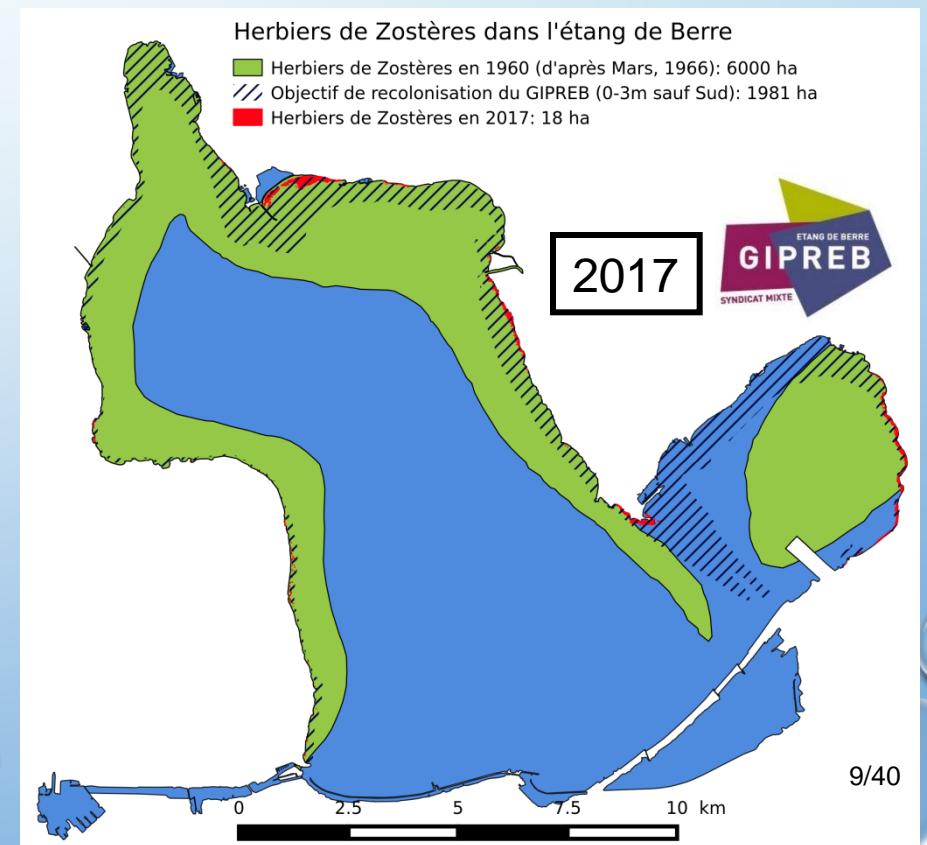 Herbiers de Zostères dans l'étang de Berre
Herbiers de Zostères en 1960 (d'après Mars, 1966): 6000 ha
Objectif de recolonisation du GIPREB (0-3m sauf Sud): 1981 ha
Herbiers de Zostères en 2017: 18 ha
2017
ETANG DE BERRE
GIPREB
SYNDICAT MIXTE
9/40
0 2.5 5 7.5 10 km